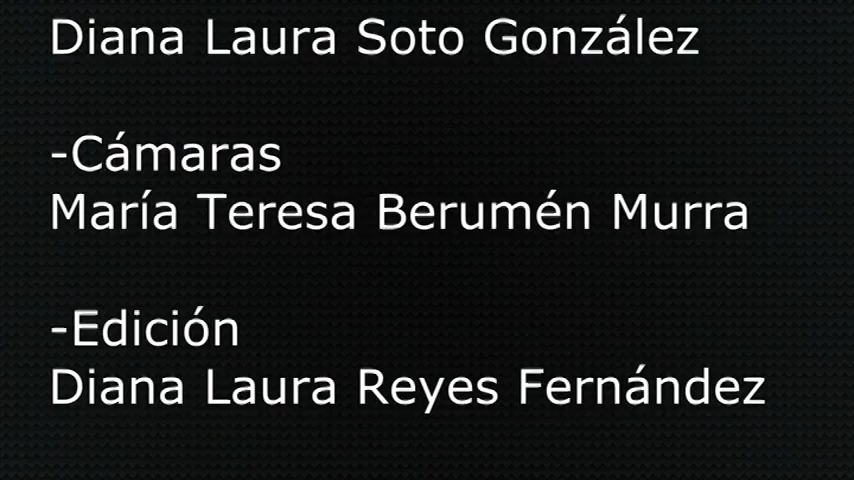 Diana Laura Soto González
-Cámaras
María Teresa Berumén Murra
-Edición
Diana Laura Reyes Fernández